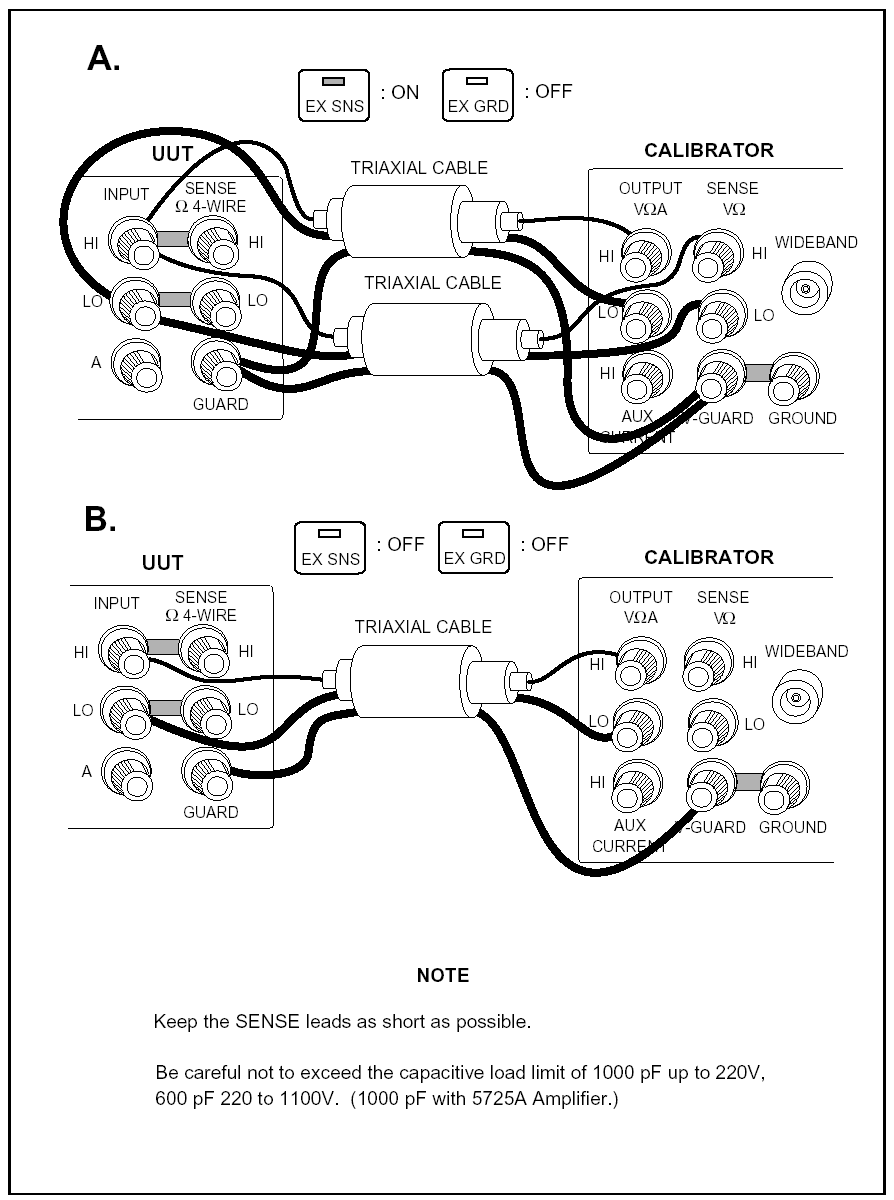 A.
EX SNS : ON EX GRD : OFF
UUT
CALIBRATOR
TRIAXIAL CABLE
INPUT SENSE
Ω 4-WIRE
OUTPUT SENSE
VΩA VΩ
HI HI
HI HI WIDEBAND
TRIAXIAL CABLE
LO LO
LO LO
A
HI
GUARD
AUX V-GUARD GROUND
CURRENT
B.
EX SNS : OFF EX GRD : OFF
UUT
CALIBRATOR
INPUT SENSE
Ω 4-WIRE
OUTPUT SENSE
VΩA VΩ
TRIAXIAL CABLE
HI HI
HI HI WIDEBAND
LO LO
LO LO
A
HI
GUARD
AUX V-GUARD GROUND
CURRENT
NOTE
Keep the SENSE leads as short as possible.
Be careful not to exceed the capacitive load limit of 1000 pF up to 220V,
600 pF 220 to 1100V. (1000 pF with 5725A Amplifier.)